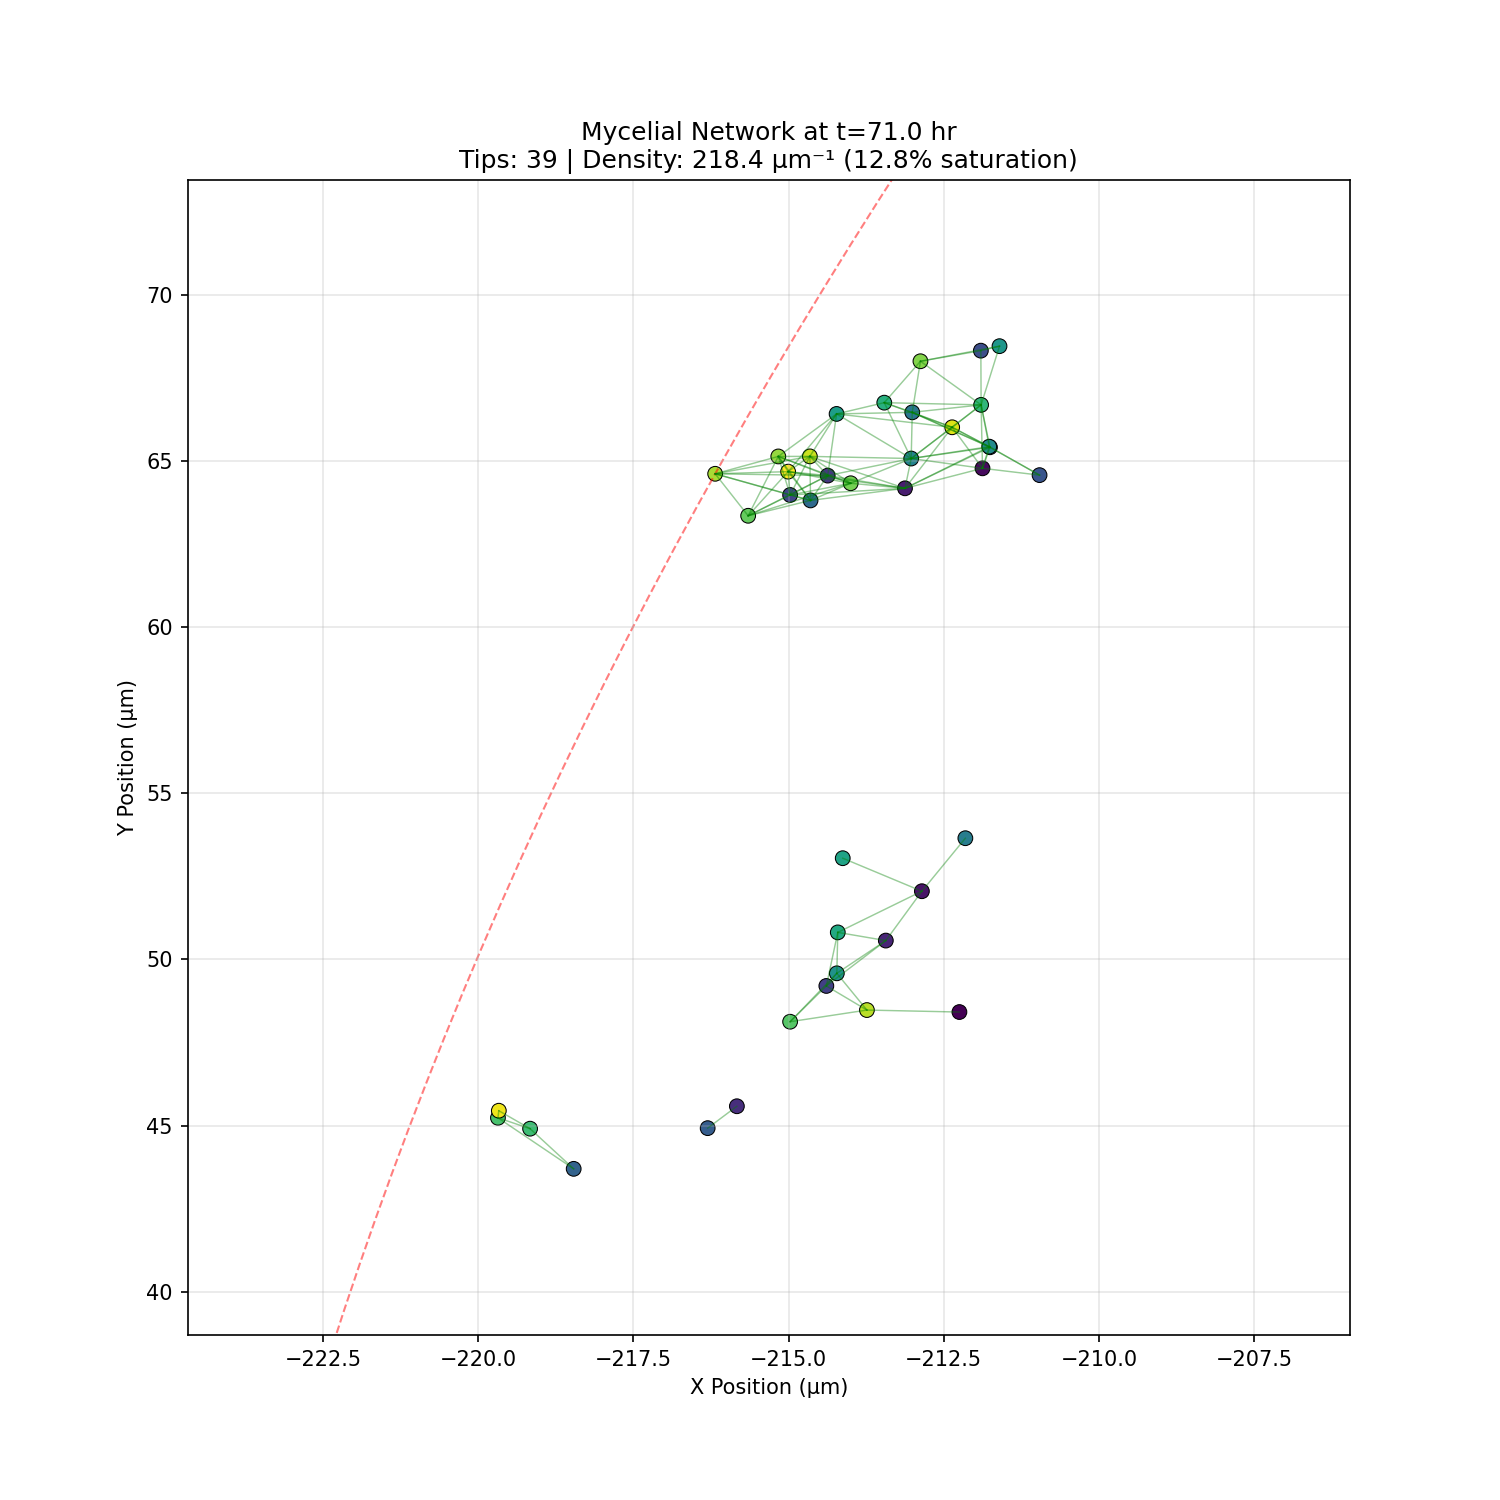 Mycelial Network at t=71.0 hr
Tips: 39 | Density: 218.4 μm⁻¹ (12.8% saturation)
70
65
60
55
50
45
40
Y Position (μm)
−222.5 −220.0 −217.5 −215.0 −212.5 −210.0 −207.5
X Position (μm)